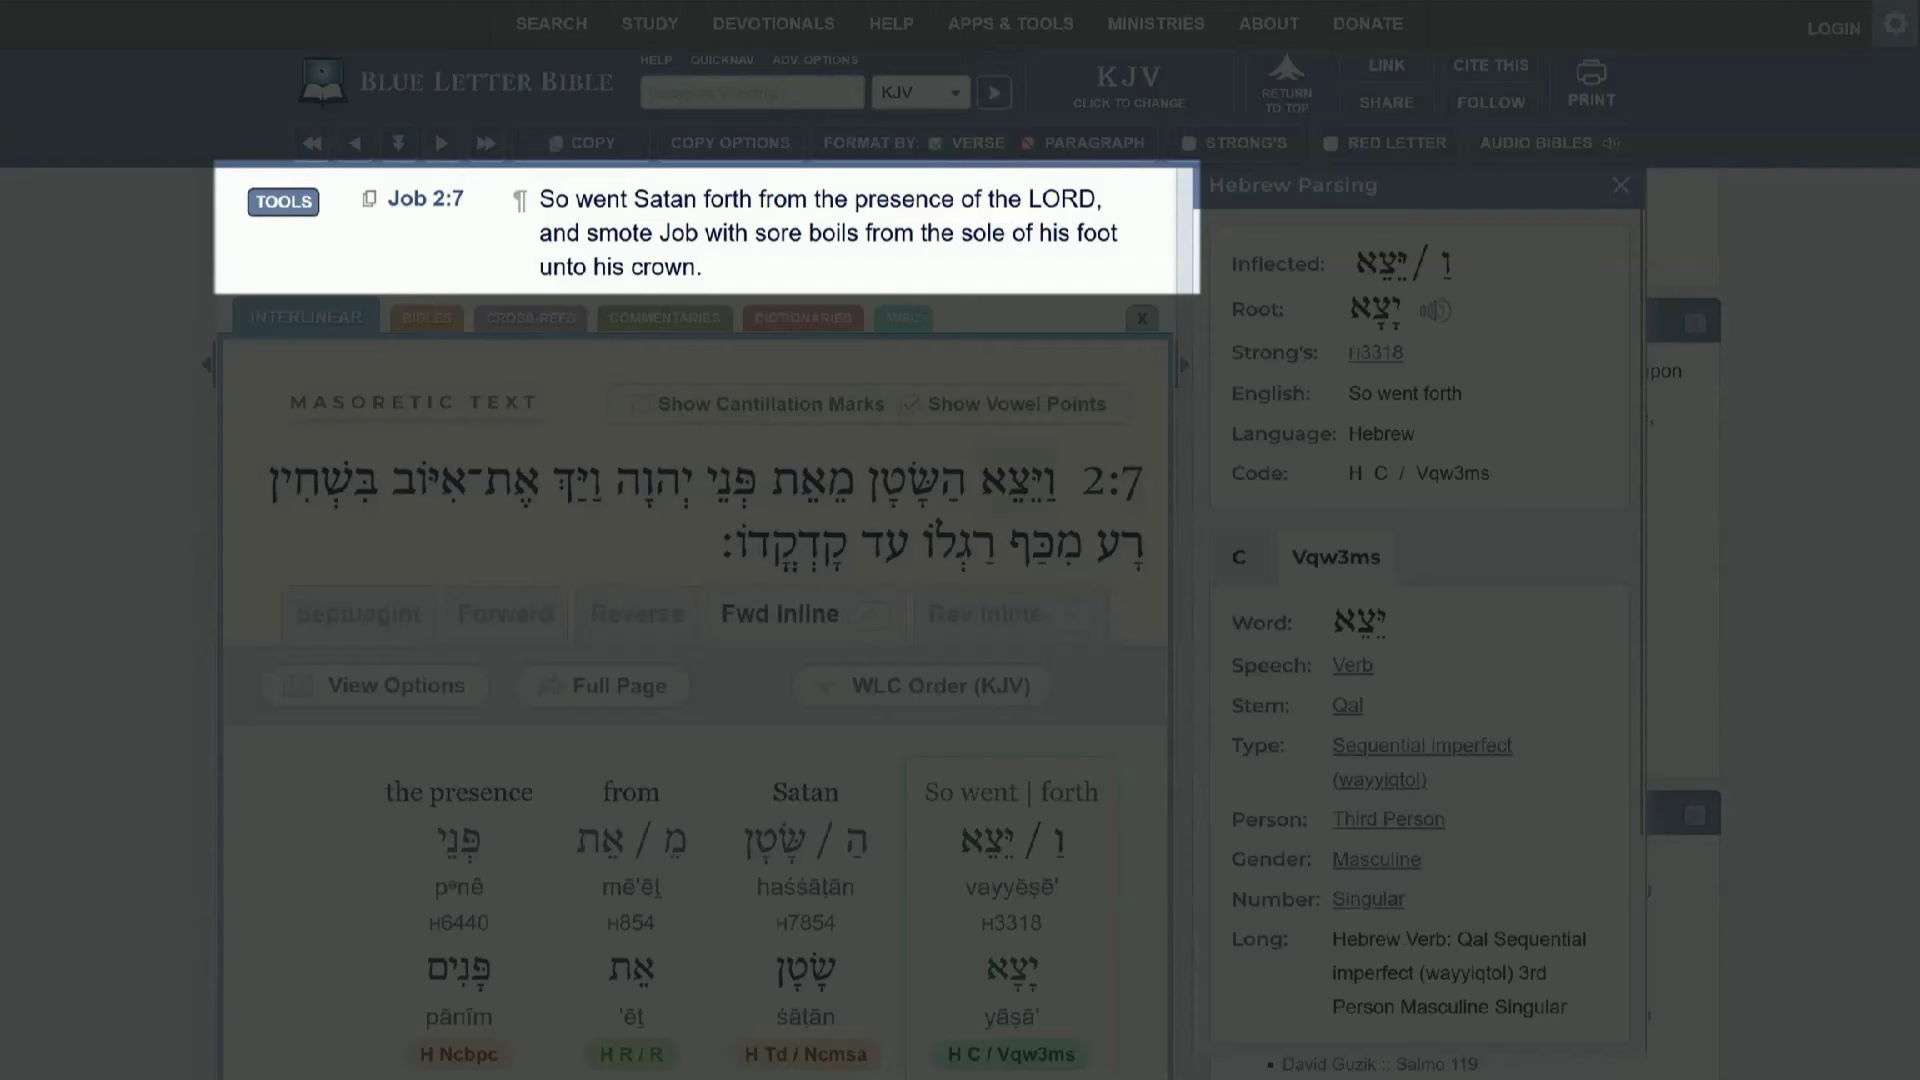 SEARCH STUDY DEVOTIONALS HELP APPS & TOOLS MINISTRIES ABOUT DONATE LOGIN
HELP QUICKNAV ADV. OPTIONS
BLUE LETTER BIBLE
KJV
KJV
CLICK TO CHANGE
RETURN
TO TOP
LINK CITE THIS
SHARE FOLLOW
PRINT
COPY COPY OPTIONS FORMAT BY: VERSE PARAGRAPH STRONG'S RED LETTER AUDIO BIBLES
TOOLS Job 2:7 ¶ So went Satan forth from the presence of the LORD,
and smote Job with sore boils from the sole of his foot
unto his crown.
INTERLINEAR BIBLES CROSS-REFS COMMENTARIES DICTIONARIES MISC X
MASORETIC TEXT Show Cantillation Marks Show Vowel Points
2:7 וַיֵּצֵא הַשָּׂטָן מֵאֵת פְּנֵי יְהוָה וַיַּךְ אֶת־אִיּוֹב בִּשְׁחִין
רָע מִכַּף רַגְלוֹ עד קָדְקֳדוֹ׃
Septuagint Forward Reverse Fwd Inline Rev Inline
View Options Full Page WLC Order (KJV)
the presence from Satan So went | forth
פְּנֵי מֵ / אֵת הַ / שָּׂטָן וַ / יֵּצֵא
pᵊnê mē'ēṯ haśśāṭān vayyēṣē'
H6440 H854 H7854 H3318
פָּנִים אֵת שָׂטָן יָצָא
pānîm 'ēṯ śāṭān yāṣā'
H Ncbpc H R / R H Td / Ncmsa H C / Vqw3ms
Hebrew Parsing
Inflected: וַ / יֵּצֵא
Root: יָצָא
Strong's: H3318
English: So went forth
Language: Hebrew
Code: H C / Vqw3ms
C Vqw3ms
Word: יֵּצֵא
Speech: Verb
Stem: Qal
Type: Sequential imperfect
(wayyiqtol)
Person: Third Person
Gender: Masculine
Number: Singular
Long: Hebrew Verb: Qal Sequential
imperfect (wayyiqtol) 3rd
Person Masculine Singular
David Guzik :: Salmo 119